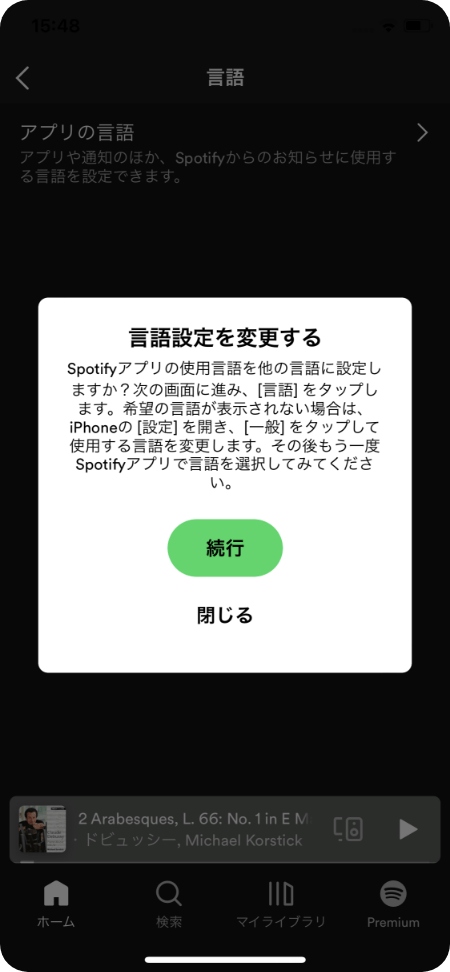 15:48
言語
アプリの言語
アプリや通知のほか、Spotifyからのお知らせに使用す
る言語を設定できます。
言語設定を変更する
Spotifyアプリの使用言語を他の言語に設定し
ますか？次の画面に進み、[言語] をタップし
ます。希望の言語が表示されない場合は、
iPhoneの [設定] を開き、[一般] をタップして
使用する言語を変更します。その後もう一度
Spotifyアプリで言語を選択してみてくださ
い。
続行
閉じる
2 Arabesques, L. 66: No. 1 in E M
・ドビュッシー, Michael Korstick
ホーム
検索
マイライブラリ
Premium